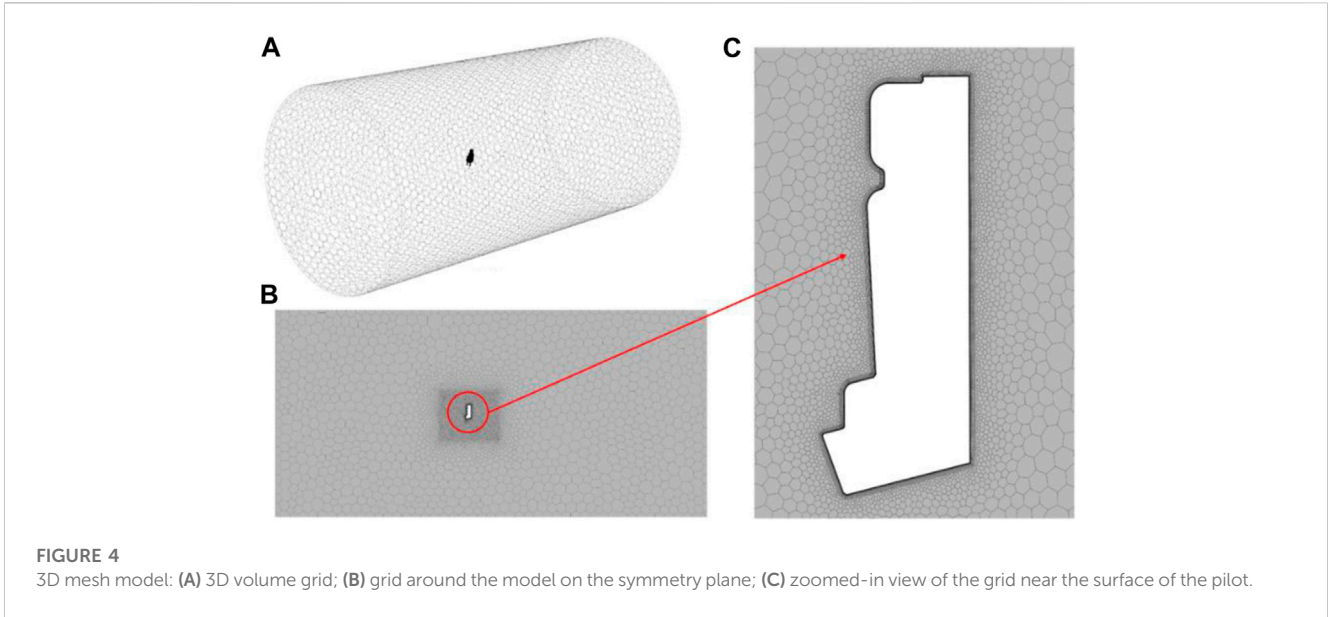 A
B
C
FIGURE 4
3D mesh model: (A) 3D volume grid; (B) grid around the model on the symmetry plane; (C) zoomed-in view of the grid near the surface of the pilot.